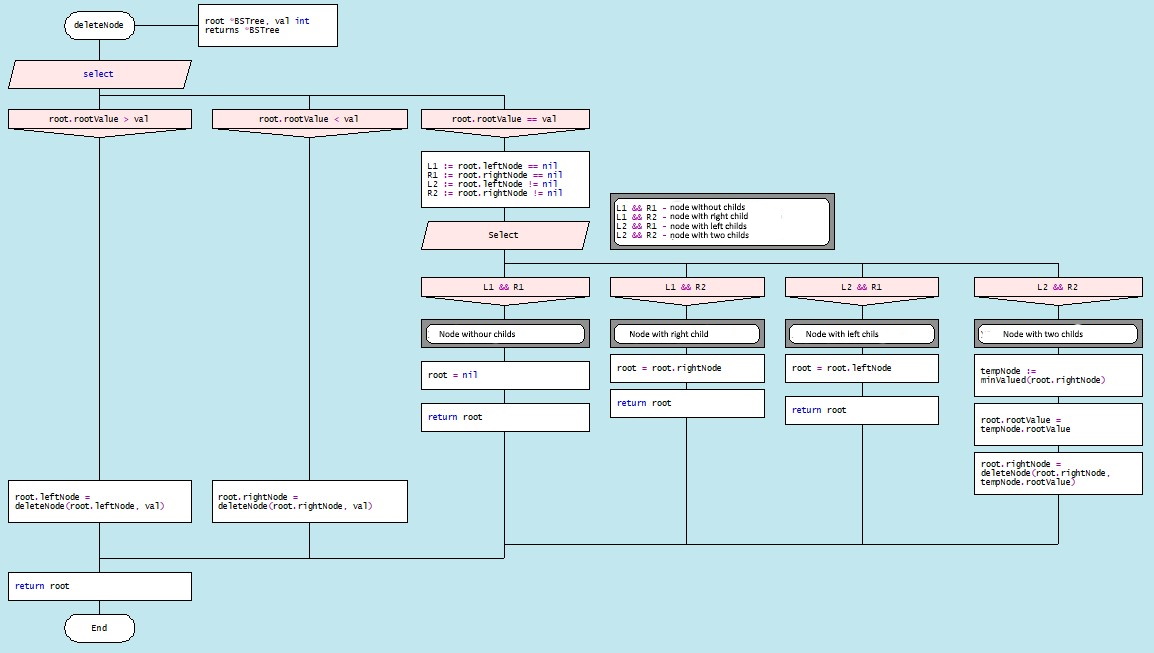 deleteNode
root *BSTree, val int
returns *BSTree
select
root.rootValue > val
root.rootValue < val
root.rootValue == val
L1 := root.leftNode == nil
R1 := root.rightNode == nil
L2 := root.leftNode != nil
R2 := root.rightNode != nil
L1 && R1 - node without childs
L1 && R2 - node with right child
L2 && R1 - node with left childs
L2 && R2 - node with two childs
Select
L1 && R1
L1 && R2
L2 && R1
L2 && R2
Node withour childs
Node with right child
Node with left chils
Node with two childs
root = nil
root = root.rightNode
root = root.leftNode
tempNode :=
minValued(root.rightNode)
return root
return root
return root
root.rootValue =
tempNode.rootValue
root.rightNode =
deleteNode(root.rightNode,
tempNode.rootValue)
root.leftNode =
deleteNode(root.leftNode, val)
root.rightNode =
deleteNode(root.rightNode, val)
return root
End